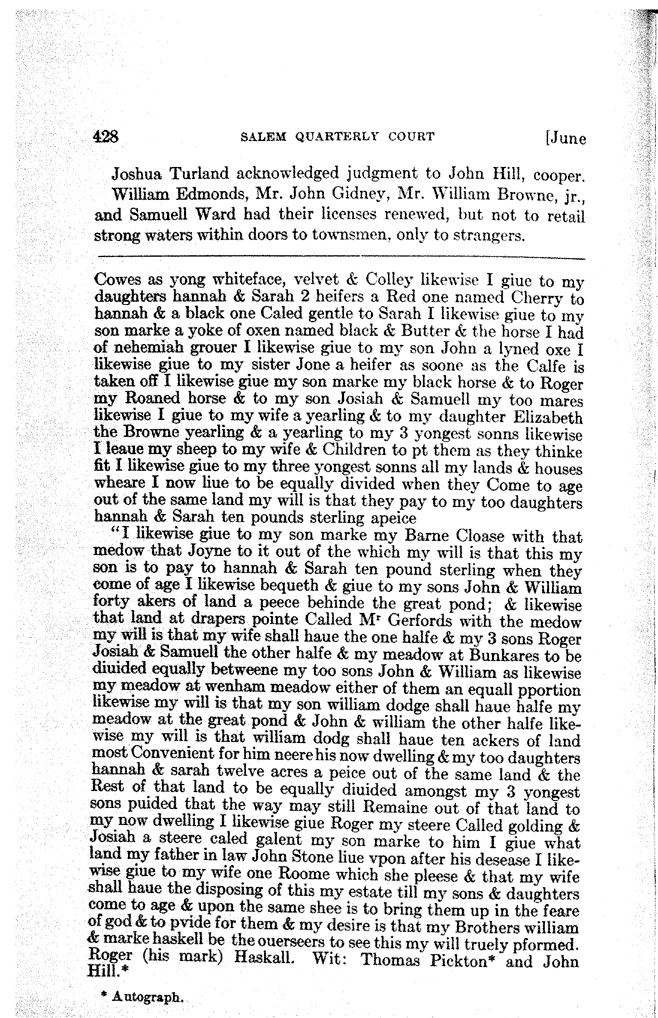 428 SALEM QUARTERLY COURT [June
Joshua Turland acknowledged judgment to John Hill, cooper.
William Edmonds, Mr. John Gidney, Mr. William Browne, jr.,
and Samuell Ward had their licenses renewed, but not to retail
strong waters within doors to townsmen, only to strangers.
Cowes as yong whiteface, velvet & Colley likewise I giue to my
daughters hannah & Sarah 2 heifers a Red one named Cherry to
hannah & a black one Caled gentle to Sarah I likewise giue to my
son marke a yoke of oxen named black & Butter & the horse I had
of nehemiah grouer I likewise giue to my son John a lyned oxe I
likewise giue to my sister Jone a heifer as soone as the Calfe is
taken off I likewise giue my son marke my black horse & to Roger
my Roaned horse & to my son Josiah & Samuell my too mares
likewise I giue to my wife a yearling & to my daughter Elizabeth
the Browne yearling & a yearling to my 3 yongest sonns likewise
I leaue my sheep to my wife & Children to pt them as they thinke
fit I likewise giue to my three yongest sonns all my lands & houses
wheare I now liue to be equally divided when they Come to age
out of the same land my will is that they pay to my too daughters
hannah & Sarah ten pounds sterling apeice
"I likewise giue to my son marke my Barne Cloase with that
medow that Joyne to it out of the which my will is that this my
son is to pay to hannah & Sarah ten pound sterling when they
come of age I likewise bequeth & giue to my sons John & William
forty akers of land a peece behinde the great pond; & likewise
that land at drapers pointe Called Mr Gerfords with the medow
my will is that my wife shall haue the one halfe & my 3 sons Roger
Josiah & Samuell the other halfe & my meadow at Bunkares to be
diuided equally betweene my too sons John & William as likewise
my meadow at wenham meadow either of them an equall pportion
likewise my will is that my son william dodge shall haue halfe my
meadow at the great pond & John & william the other halfe like-
wise my will is that william dodg shall haue ten ackers of land
most Convenient for him neere his now dwelling & my too daughters
hannah & sarah twelve acres a peice out of the same land & the
Rest of that land to be equally diuided amongst my 3 yongest
sons puided that the way may still Remaine out of that land to
my now dwelling I likewise giue Roger my steere Called golding &
Josiah a steere caled galent my son marke to him I giue what
land my father in law John Stone liue vpon after his desease I like-
wise giue to my wife one Roome which she pleese & that my wife
shall haue the disposing of this my estate till my sons & daughters
come to age & upon the same shee is to bring them up in the feare
of god & to pvide for them & my desire is that my Brothers william
& marke haskell be the ouerseers to see this my will truely pformed.
Roger (his mark) Haskall. Wit: Thomas Pickton* and John
Hill.*
* Autograph.